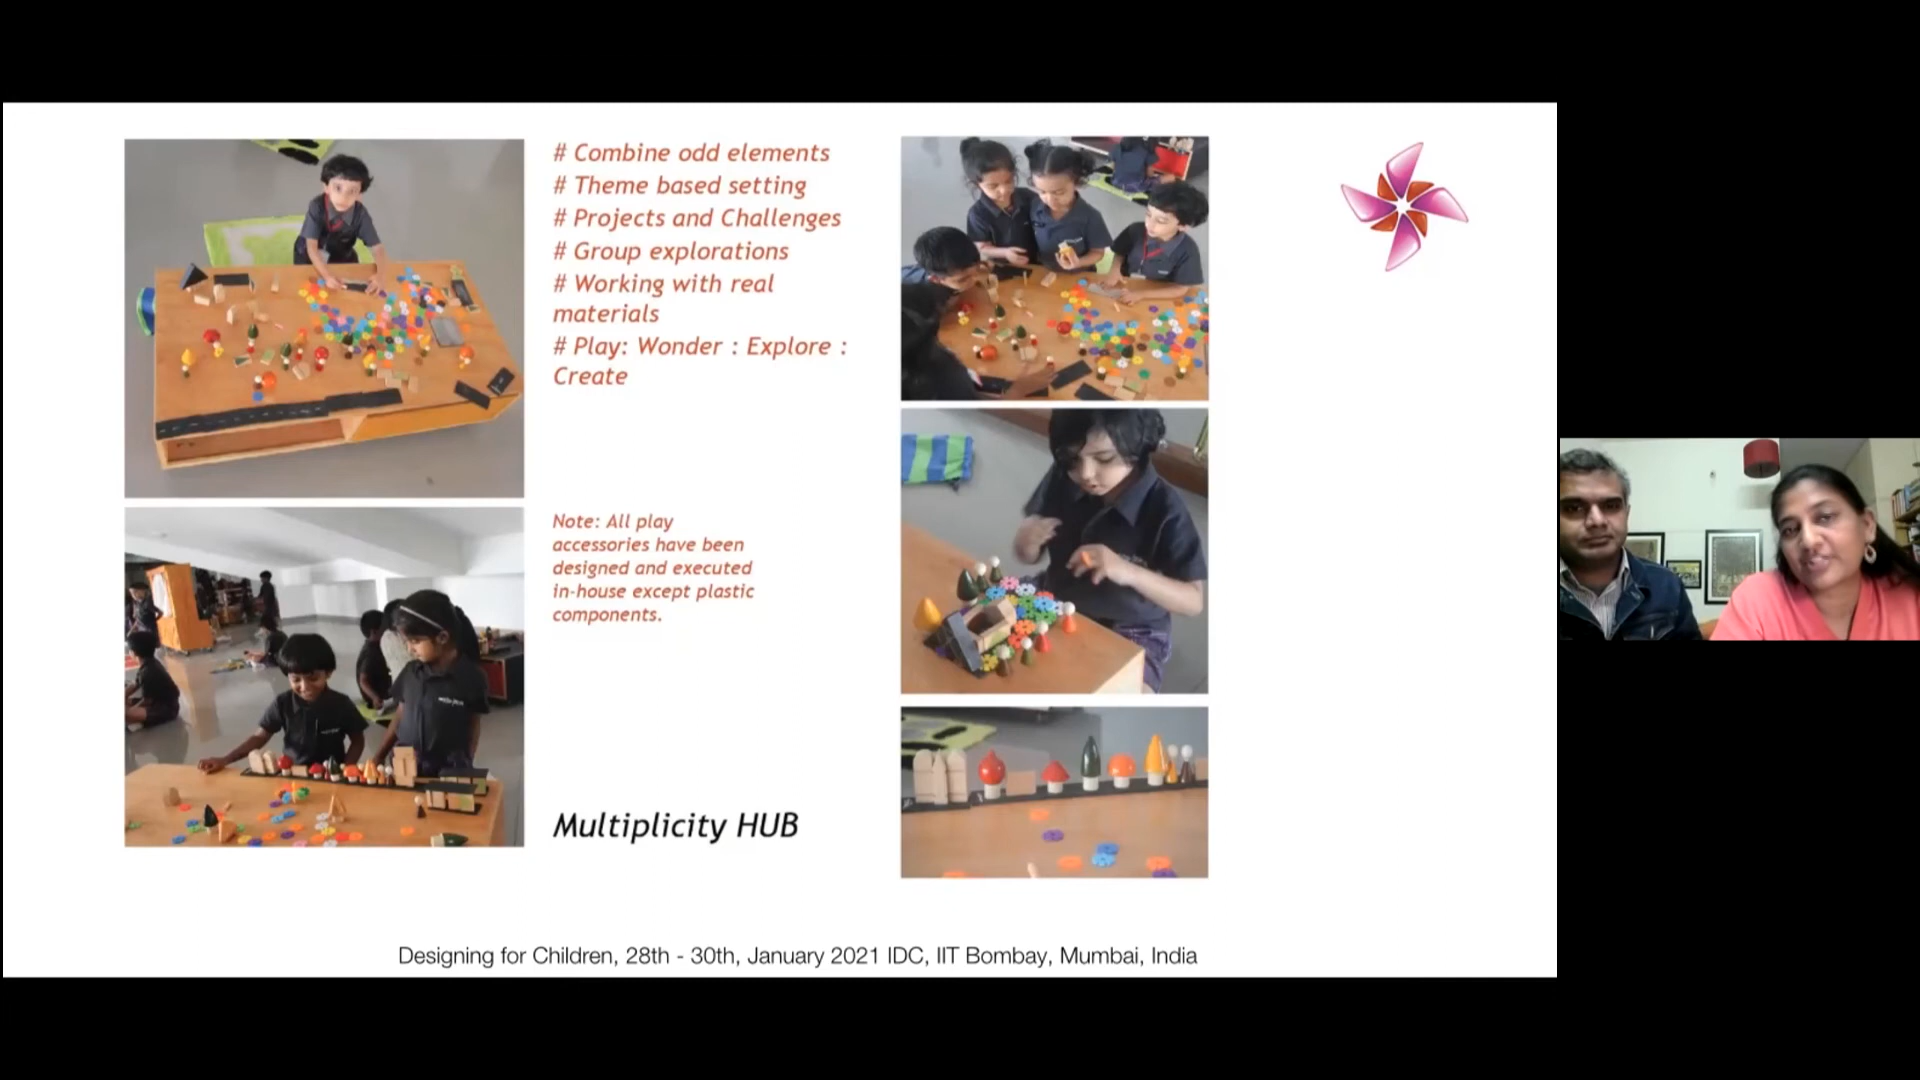 # Combine odd elements
# Theme based setting
# Projects and Challenges
# Group explorations
# Working with real
materials
# Play: Wonder : Explore :
Create
Note: All play
accessories have been
designed and executed
in-house except plastic
components.
Multiplicity HUB
Designing for Children, 28th - 30th, January 2021 IDC, IIT Bombay, Mumbai, India